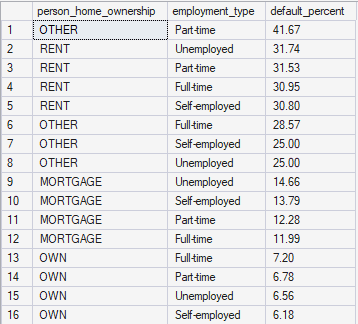 person_home_ownership employment_type default_percent
1 OTHER Part-time 41.67
2 RENT Unemployed 31.74
3 RENT Part-time 31.53
4 RENT Full-time 30.95
5 RENT Self-employed 30.80
6 OTHER Full-time 28.57
7 OTHER Self-employed 25.00
8 OTHER Unemployed 25.00
9 MORTGAGE Unemployed 14.66
10 MORTGAGE Self-employed 13.79
11 MORTGAGE Part-time 12.28
12 MORTGAGE Full-time 11.99
13 OWN Full-time 7.20
14 OWN Part-time 6.78
15 OWN Unemployed 6.56
16 OWN Self-employed 6.18